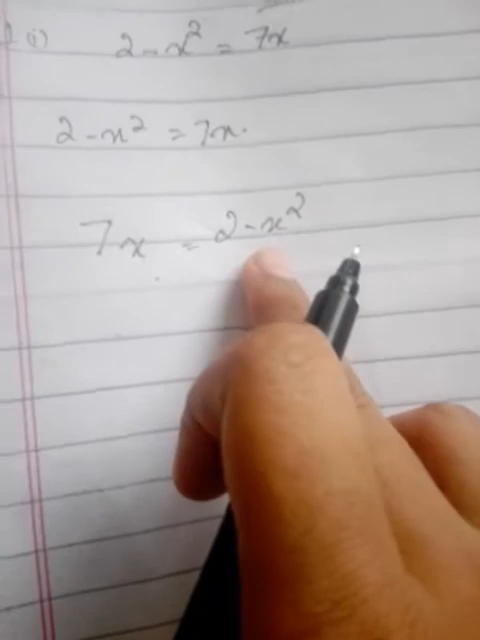 (i) 2 - x² = 7x
2 - x² = 7x.
7x = 2 - x²